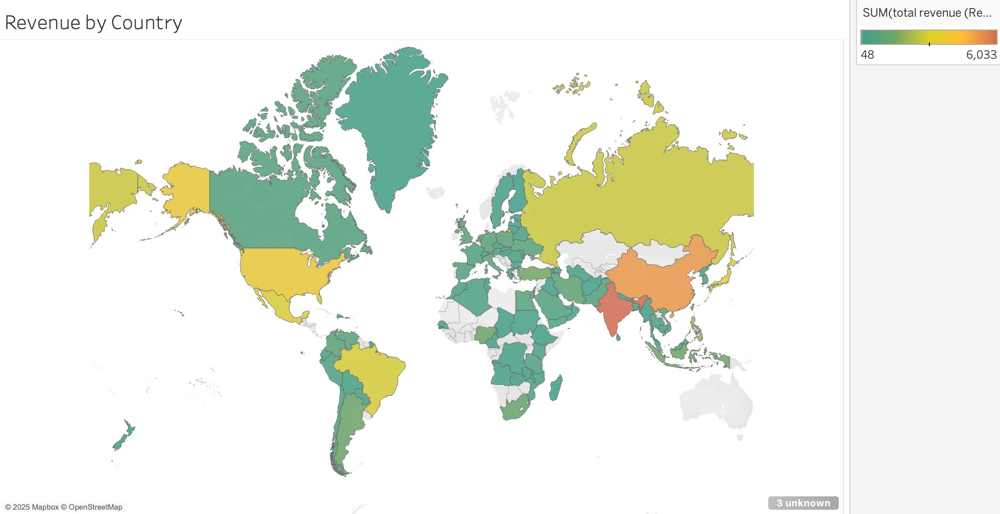 Revenue by Country
SUM(total revenue (Re...
48
6,033
© 2025 Mapbox © OpenStreetMap
3 unknown